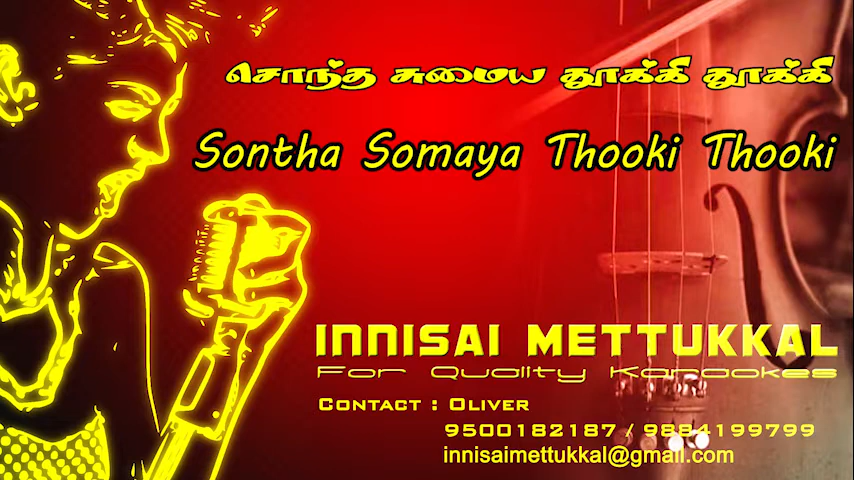 சொந்த சுமைய தூக்கி தூக்கி
Sontha Somaya Thooki Thooki
INNISAI METTUKKAL
For Quality Karaokes
Contact : Oliver
9500182187 / 9884199799
innisaimettukkal@gmail.com